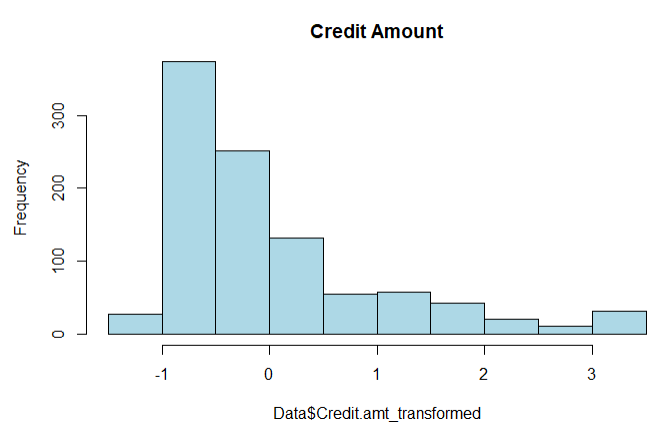 Credit Amount
Frequency
300
200
100
0
-1 0 1 2 3
Data$Credit.amt_transformed